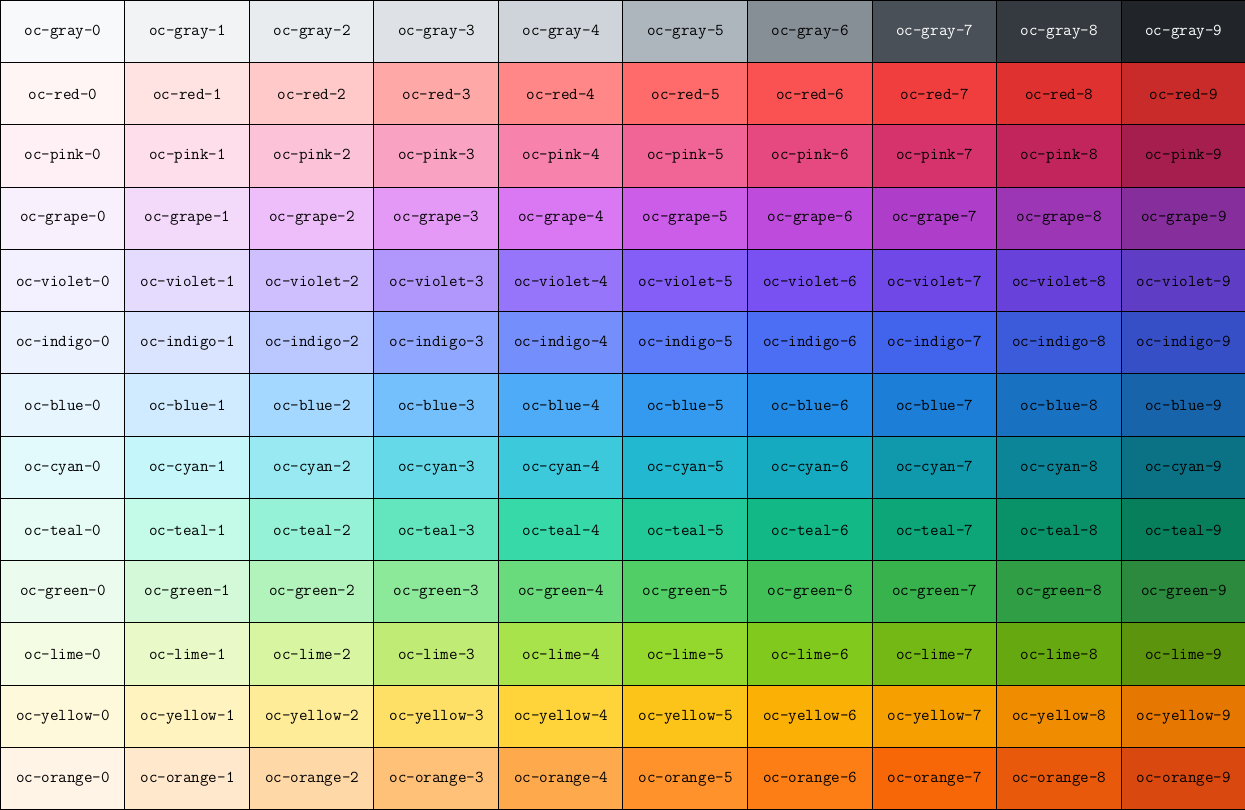 oc-gray-0 oc-gray-1 oc-gray-2 oc-gray-3 oc-gray-4 oc-gray-5 oc-gray-6 oc-gray-7 oc-gray-8 oc-gray-9
oc-red-0 oc-red-1 oc-red-2 oc-red-3 oc-red-4 oc-red-5 oc-red-6 oc-red-7 oc-red-8 oc-red-9
oc-pink-0 oc-pink-1 oc-pink-2 oc-pink-3 oc-pink-4 oc-pink-5 oc-pink-6 oc-pink-7 oc-pink-8 oc-pink-9
oc-grape-0 oc-grape-1 oc-grape-2 oc-grape-3 oc-grape-4 oc-grape-5 oc-grape-6 oc-grape-7 oc-grape-8 oc-grape-9
oc-violet-0 oc-violet-1 oc-violet-2 oc-violet-3 oc-violet-4 oc-violet-5 oc-violet-6 oc-violet-7 oc-violet-8 oc-violet-9
oc-indigo-0 oc-indigo-1 oc-indigo-2 oc-indigo-3 oc-indigo-4 oc-indigo-5 oc-indigo-6 oc-indigo-7 oc-indigo-8 oc-indigo-9
oc-blue-0 oc-blue-1 oc-blue-2 oc-blue-3 oc-blue-4 oc-blue-5 oc-blue-6 oc-blue-7 oc-blue-8 oc-blue-9
oc-cyan-0 oc-cyan-1 oc-cyan-2 oc-cyan-3 oc-cyan-4 oc-cyan-5 oc-cyan-6 oc-cyan-7 oc-cyan-8 oc-cyan-9
oc-teal-0 oc-teal-1 oc-teal-2 oc-teal-3 oc-teal-4 oc-teal-5 oc-teal-6 oc-teal-7 oc-teal-8 oc-teal-9
oc-green-0 oc-green-1 oc-green-2 oc-green-3 oc-green-4 oc-green-5 oc-green-6 oc-green-7 oc-green-8 oc-green-9
oc-lime-0 oc-lime-1 oc-lime-2 oc-lime-3 oc-lime-4 oc-lime-5 oc-lime-6 oc-lime-7 oc-lime-8 oc-lime-9
oc-yellow-0 oc-yellow-1 oc-yellow-2 oc-yellow-3 oc-yellow-4 oc-yellow-5 oc-yellow-6 oc-yellow-7 oc-yellow-8 oc-yellow-9
oc-orange-0 oc-orange-1 oc-orange-2 oc-orange-3 oc-orange-4 oc-orange-5 oc-orange-6 oc-orange-7 oc-orange-8 oc-orange-9